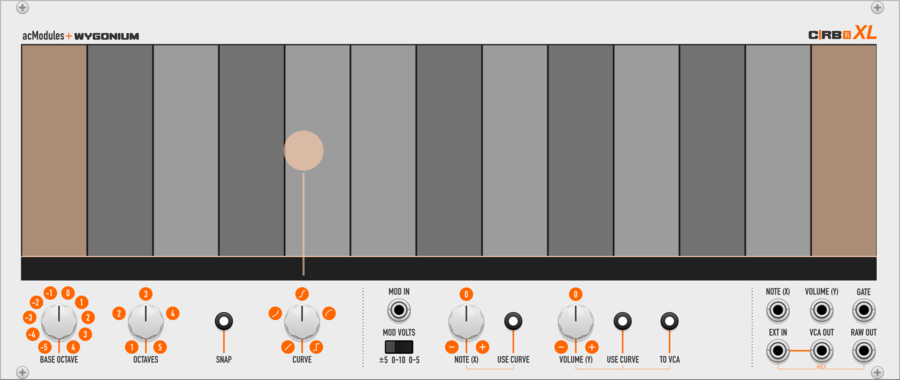 acModules+ WYGONIUM
CIRBII XL
-1 0
-2 1
-3 2
-4 3
-5 4
BASE OCTAVE
3
2 4
1 5
OCTAVES
SNAP
CURVE
MOD IN
MOD VOLTS
±5 0-10 0-5
0
− +
NOTE (X)
USE CURVE
0
− +
VOLUME (Y)
USE CURVE
TO VCA
NOTE (X) VOLUME (Y) GATE
EXT IN VCA OUT RAW OUT
POLY